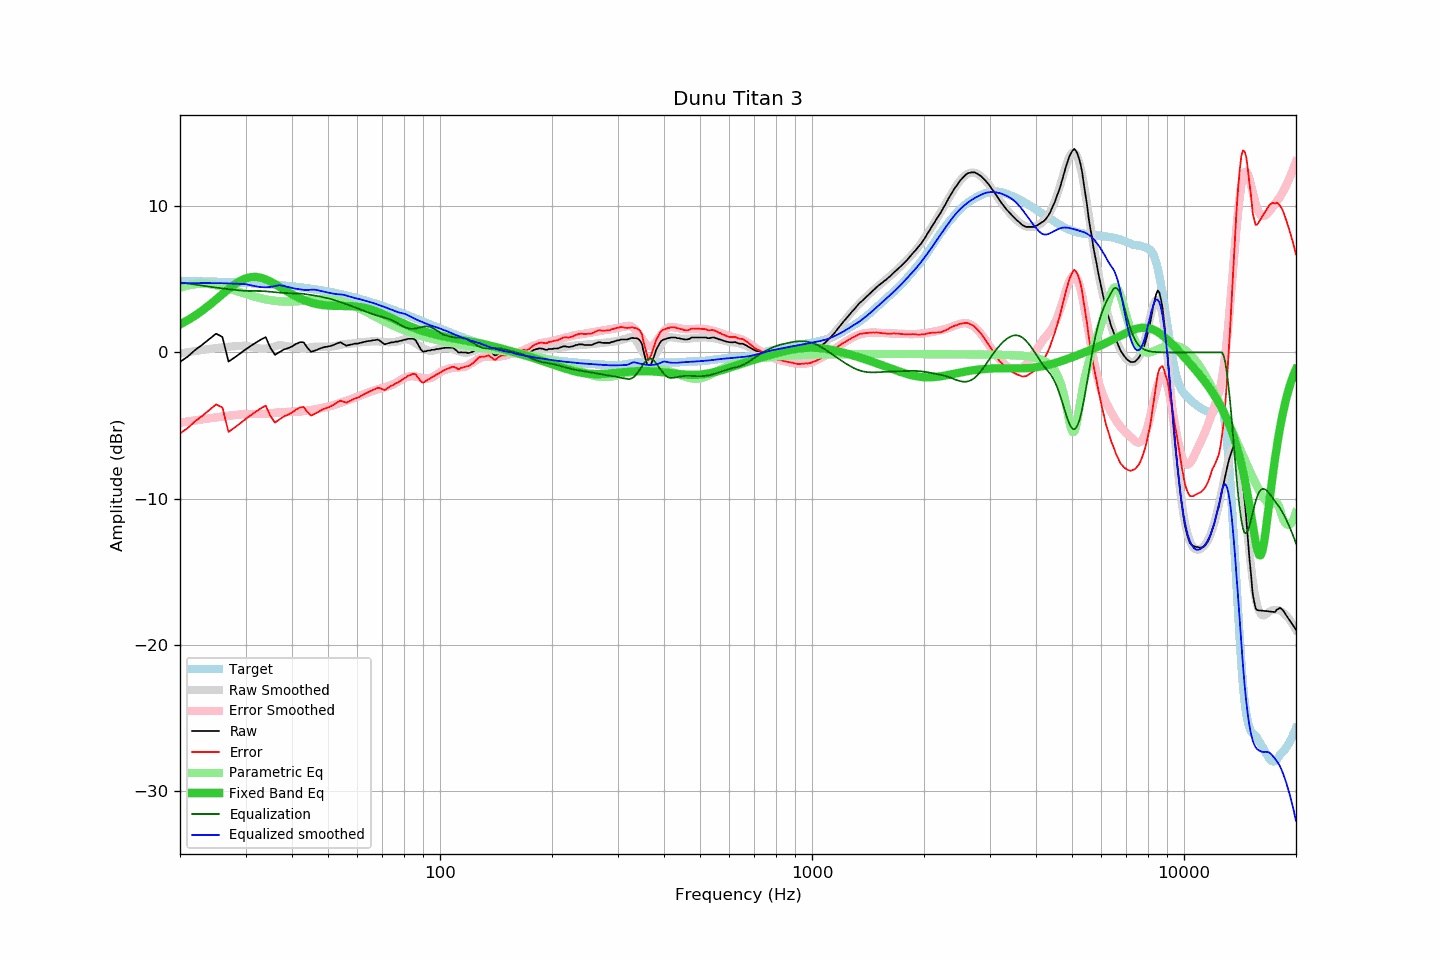 Dunu Titan 3
Amplitude (dBr)
10
0
−10
−20
−30
Target
Raw Smoothed
Error Smoothed
Raw
Error
Parametric Eq
Fixed Band Eq
Equalization
Equalized smoothed
100
1000
10000
Frequency (Hz)